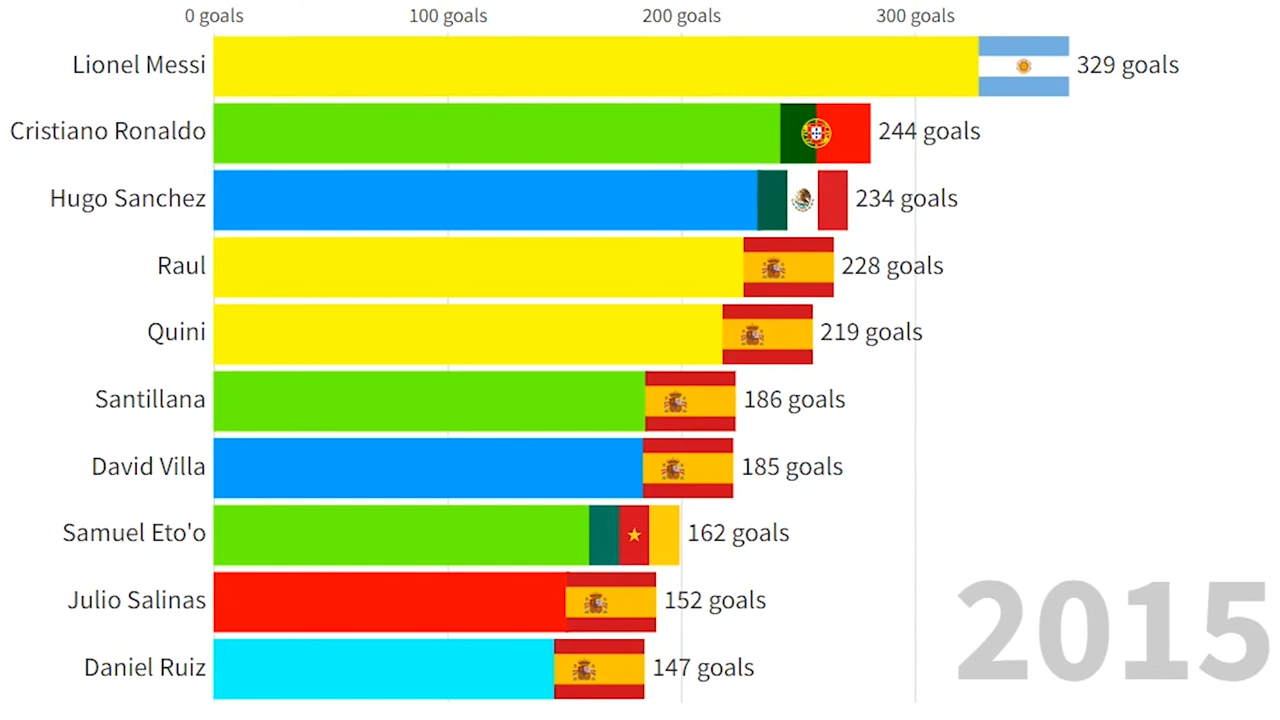 0 goals 100 goals 200 goals 300 goals
Lionel Messi 329 goals
Cristiano Ronaldo 244 goals
Hugo Sanchez 234 goals
Raul 228 goals
Quini 219 goals
Santillana 186 goals
David Villa 185 goals
Samuel Eto'o 162 goals
Julio Salinas 152 goals
Daniel Ruiz 147 goals
2015